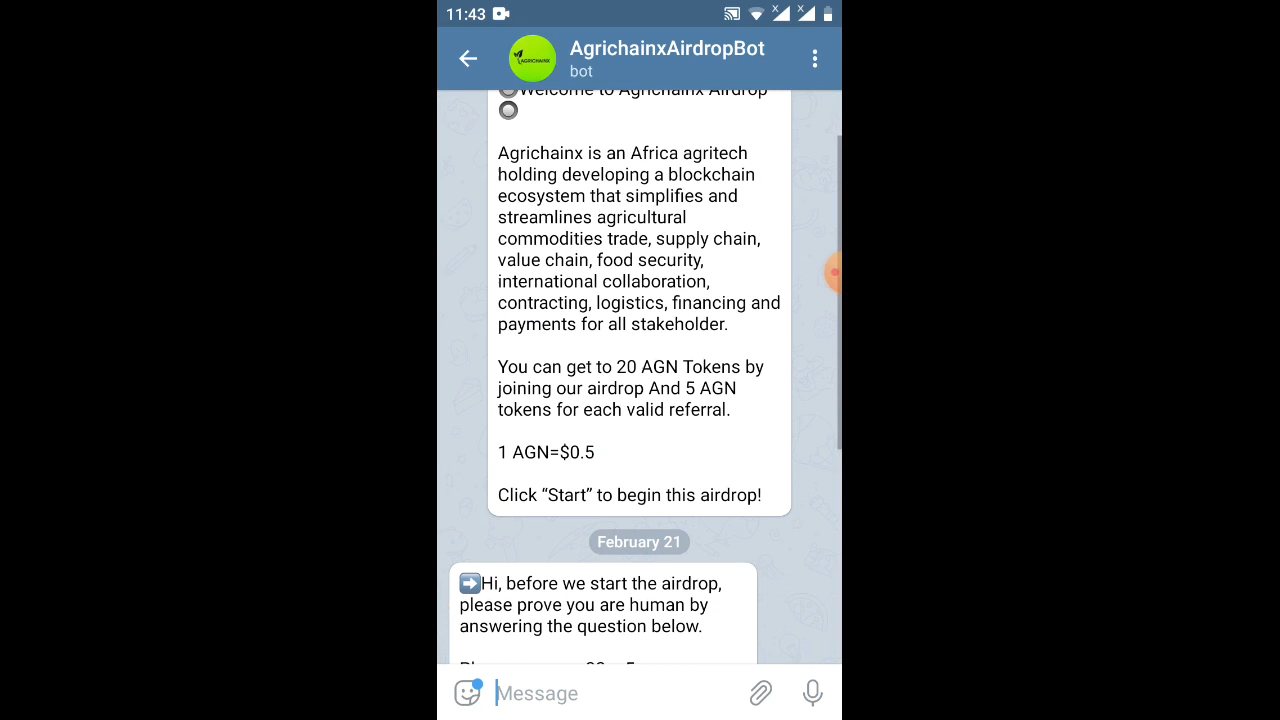 11:43
AgrichainxAirdropBot
AGRICHAINX
bot
Welcome to Agrichainx Airdrop
Agrichainx is an Africa agritech
holding developing a blockchain
ecosystem that simplifies and
streamlines agricultural
commodities trade, supply chain,
value chain, food security,
international collaboration,
contracting, logistics, financing and
payments for all stakeholder.
You can get to 20 AGN Tokens by
joining our airdrop And 5 AGN
tokens for each valid referral.
1 AGN=$0.5
Click “Start” to begin this airdrop!
February 21
Hi, before we start the airdrop,
please prove you are human by
answering the question below.
Message